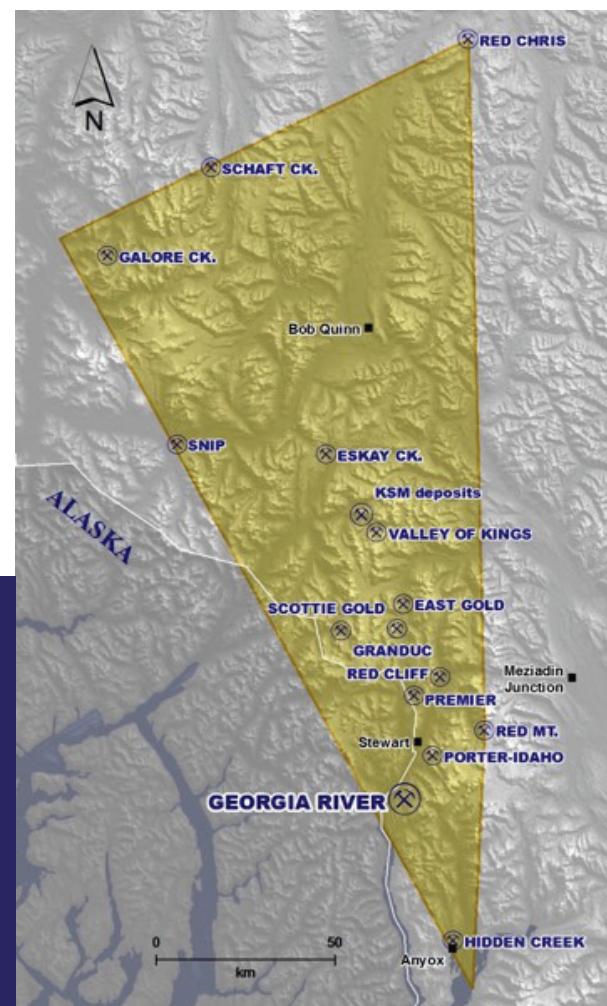 RED CHRIS
N
SCHAFT CK.
GALORE CK.
Bob Quinn
SNIP
ESKAY CK.
KSM deposits
ALASKA
VALLEY OF KINGS
SCOTTIE GOLD
EAST GOLD
GRANDUC
RED CLIFF
Meziadin
Junction
PREMIER
RED MT.
Stewart
PORTER-IDAHO
GEORGIA RIVER
0 50
km
HIDDEN CREEK
Anyox